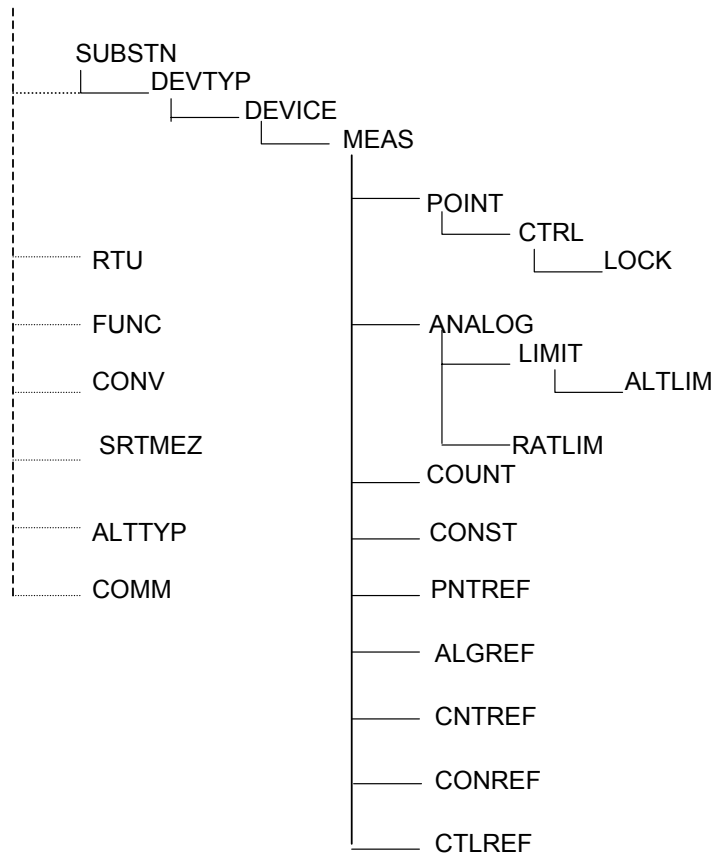 SUBSTN
DEVTYP
DEVICE
MEAS
POINT
CTRL
LOCK
RTU
FUNC
ANALOG
LIMIT
ALTLIM
CONV
SRTMEZ
RATLIM
COUNT
ALTTYP
CONST
COMM
PNTREF
ALGREF
CNTREF
CONREF
CTLREF